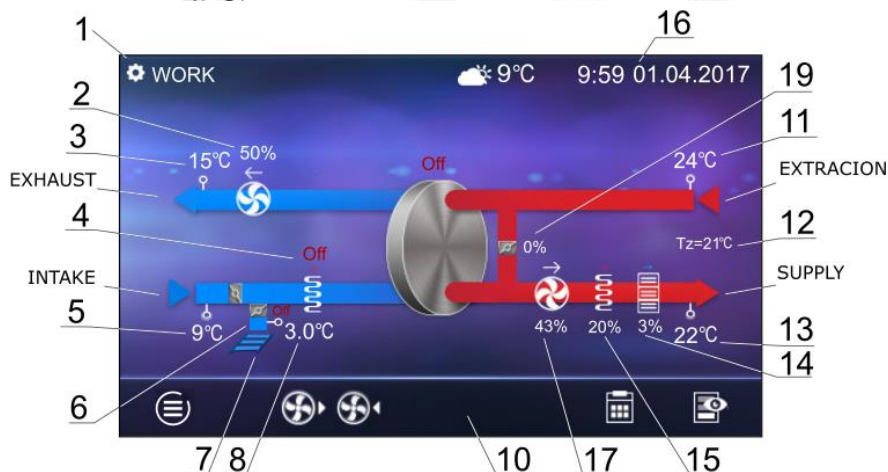 1
16
WORK
9°C
9:59 01.04.2017
2
19
50%
3
11
15°C
Off
24°C
EXHAUST
EXTRACION
4
12
Off
0%
Tz=21°C
INTAKE
SUPPLY
5
Off
9°C
3.0°C
43%
20%
3%
22°C
13
6
14
7
8
10
17
15